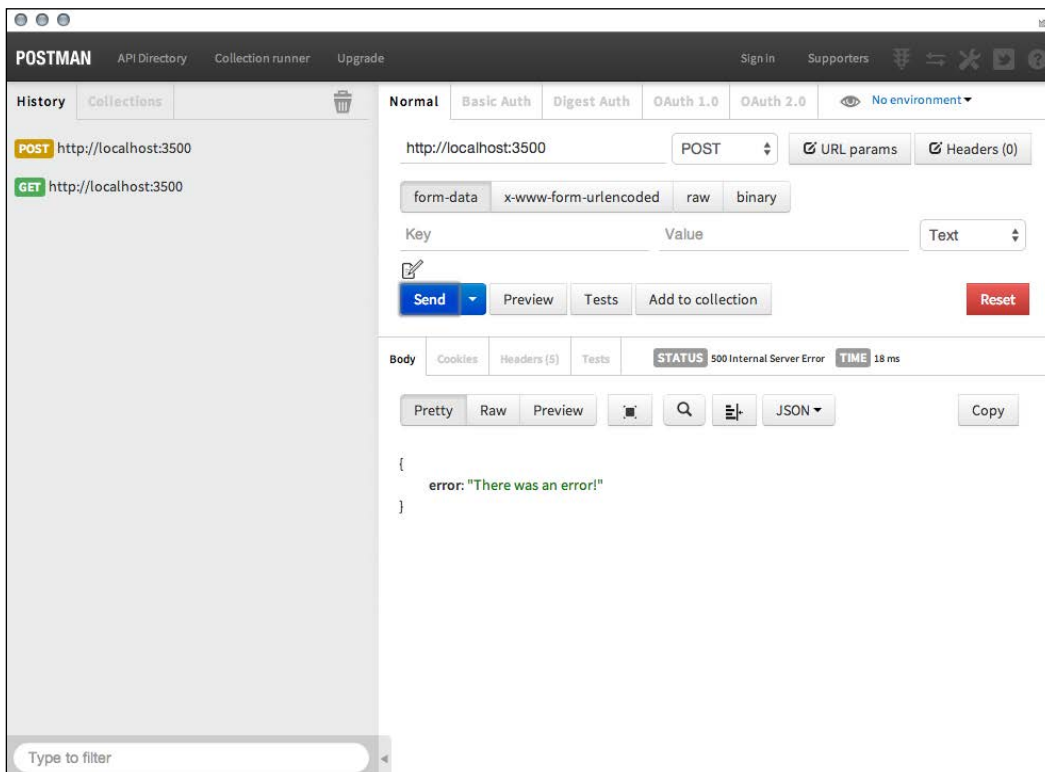 POSTMAN API Directory Collection runner Upgrade Sign in Supporters
History Collections
POST http://localhost:3500
GET http://localhost:3500
Type to filter
Normal Basic Auth Digest Auth OAuth 1.0 OAuth 2.0 No environment
http://localhost:3500 POST URL params Headers (0)
form-data x-www-form-urlencoded raw binary
Key Value Text
Send Preview Tests Add to collection Reset
Body Cookies Headers (5) Tests STATUS 500 Internal Server Error TIME 18 ms
Pretty Raw Preview JSON Copy
{
error: "There was an error!"
}